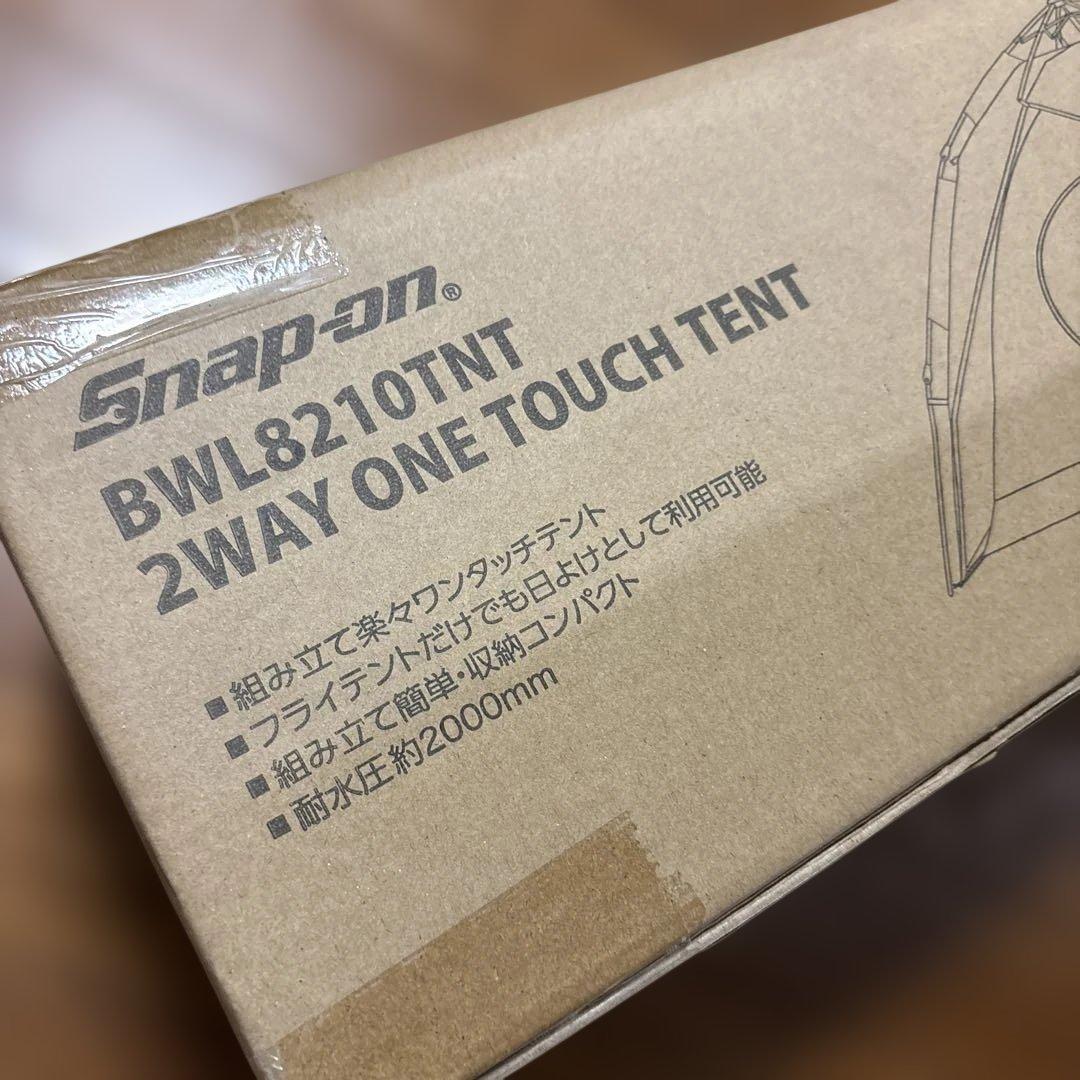 Snap-on®
BWL8210TNT
2WAY ONE TOUCH TENT
■組み立て楽々ワンタッチテント
■フライテントだけでも日よけとして利用可能
■組み立て簡単・収納コンパクト
■耐水圧約2000mm